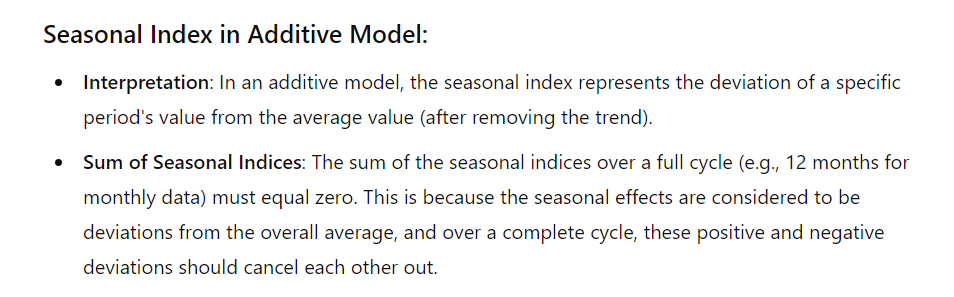 Seasonal Index in Additive Model:
• Interpretation: In an additive model, the seasonal index represents the deviation of a specific
period's value from the average value (after removing the trend).
• Sum of Seasonal Indices: The sum of the seasonal indices over a full cycle (e.g., 12 months for
monthly data) must equal zero. This is because the seasonal effects are considered to be
deviations from the overall average, and over a complete cycle, these positive and negative
deviations should cancel each other out.